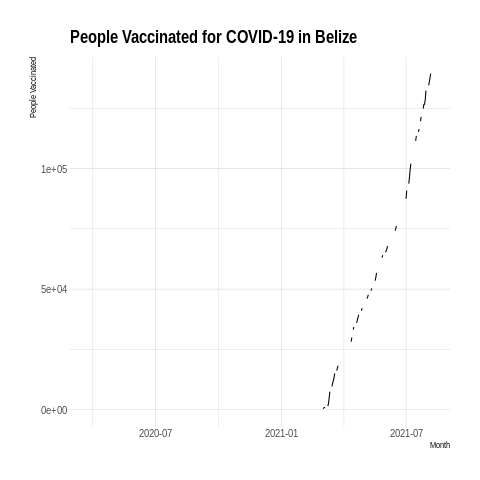 People Vaccinated for COVID-19 in Belize
People Vaccinated
1e+05
5e+04
0e+00
2020-07 2021-01 2021-07
Month